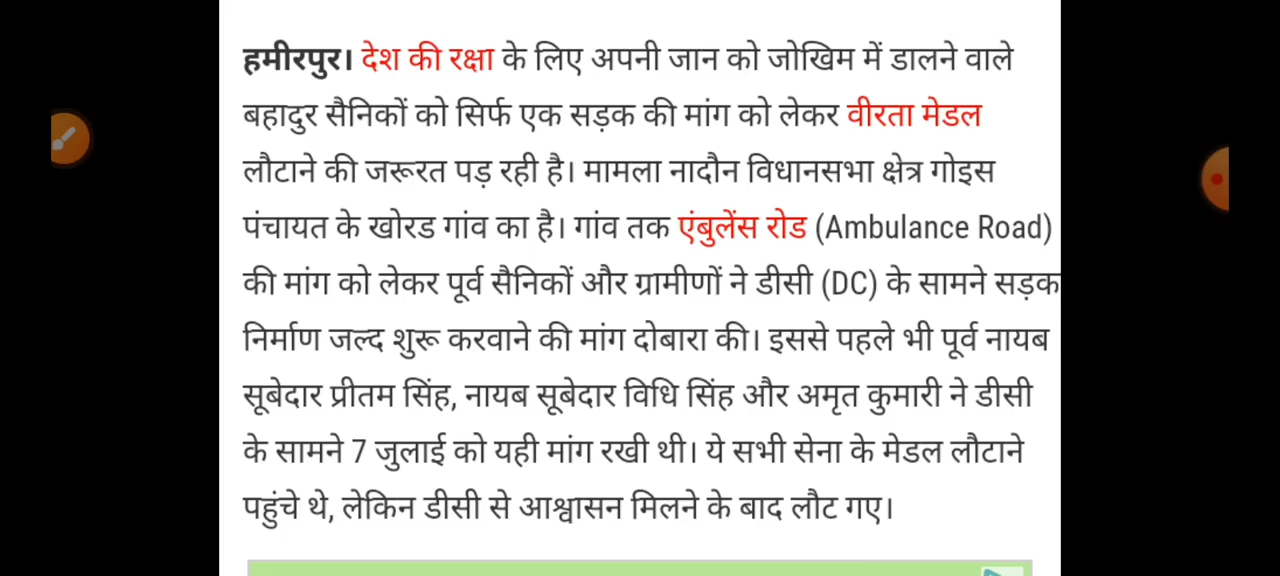 हमीरपुर। देश की रक्षा के लिए अपनी जान को जोखिम में डालने वाले
बहादुर सैनिकों को सिर्फ एक सड़क की मांग को लेकर वीरता मेडल
लौटाने की जरूरत पड़ रही है। मामला नादौन विधानसभा क्षेत्र गोइस
पंचायत के खोरड गांव का है। गांव तक एंबुलेंस रोड (Ambulance Road)
की मांग को लेकर पूर्व सैनिकों और ग्रामीणों ने डीसी (DC) के सामने सड़क
निर्माण जल्द शुरू करवाने की मांग दोबारा की। इससे पहले भी पूर्व नायब
सूबेदार प्रीतम सिंह, नायब सूबेदार विधि सिंह और अमृत कुमारी ने डीसी
के सामने 7 जुलाई को यही मांग रखी थी। ये सभी सेना के मेडल लौटाने
पहुंचे थे, लेकिन डीसी से आश्वासन मिलने के बाद लौट गए।